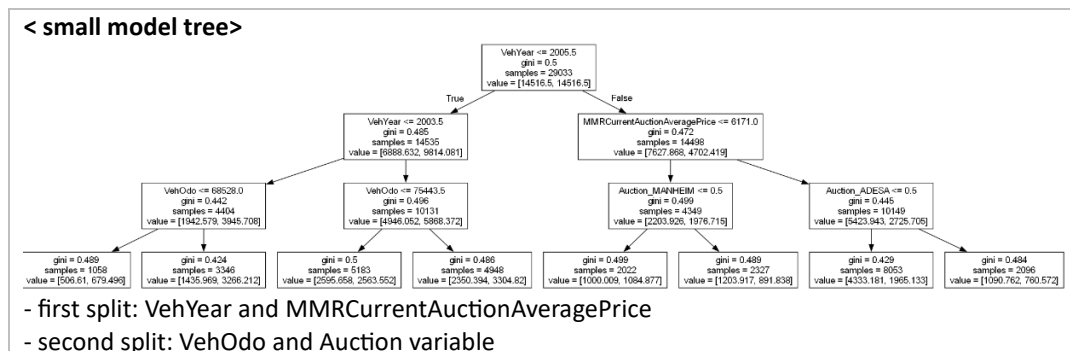 < small model tree>
VehYear <= 2005.5
gini = 0.5
samples = 29033
value = [14516.5, 14516.5]
True
False
VehYear <= 2003.5
gini = 0.485
samples = 14535
value = [6888.632, 9814.081]
MMRCurrentAuctionAveragePrice <= 6171.0
gini = 0.472
samples = 14498
value = [7627.868, 4702.419]
VehOdo <= 68528.0
gini = 0.442
samples = 4404
value = [1942.579, 3945.708]
VehOdo <= 75443.5
gini = 0.496
samples = 10131
value = [4946.052, 5868.372]
Auction_MANHEIM <= 0.5
gini = 0.499
samples = 4349
value = [2203.926, 1976.715]
Auction_ADESA <= 0.5
gini = 0.445
samples = 10149
value = [5423.943, 2725.705]
gini = 0.489
samples = 1058
value = [506.61, 679.496]
gini = 0.424
samples = 3346
value = [1435.969, 3266.212]
gini = 0.5
samples = 5183
value = [2595.658, 2563.552]
gini = 0.486
samples = 4948
value = [2350.394, 3304.82]
gini = 0.499
samples = 2022
value = [1000.009, 1084.877]
gini = 0.489
samples = 2327
value = [1203.917, 891.838]
gini = 0.429
samples = 8053
value = [4333.181, 1965.133]
gini = 0.484
samples = 2096
value = [1090.762, 760.572]
- first split: VehYear and MMRCurrentAuctionAveragePrice
- second split: VehOdo and Auction variable